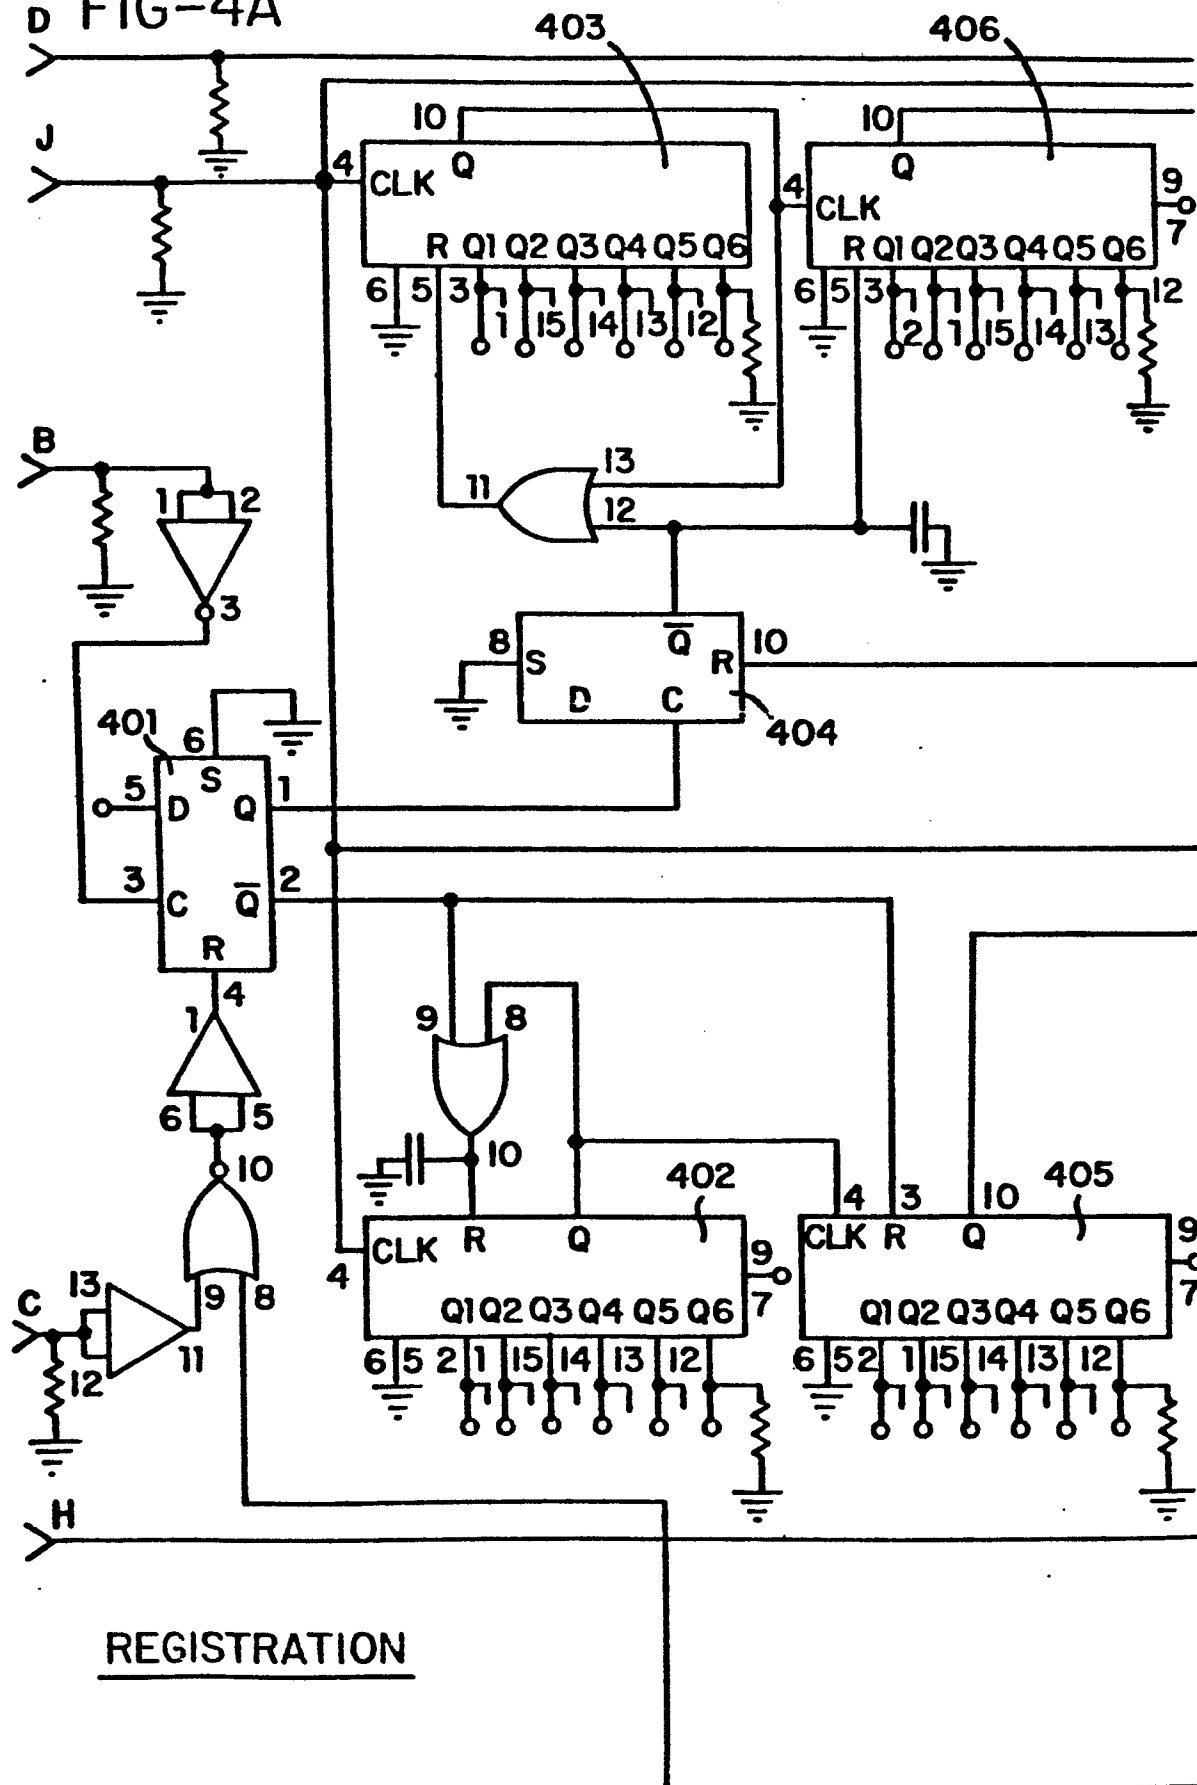 FIG-4A
D
403
406
10
10
J
4
Q
4
Q
9
CLK
CLK
7
R Q1 Q2 Q3 Q4 Q5 Q6
R Q1 Q2 Q3 Q4 Q5 Q6
6 5 3
6 5 3
12
1 15 14 13 12
2 1 15 14 13
B
13
11
1 2
12
3
Q
8
10
S
R
D C
401
404
6
S
5
1
D Q
3
2
C Q
R
4
1
9 8
6 5
10
10
402
405
4 3 10
R Q
CLK R Q
9
CLK
9
4
7
7
13
C
9 8
Q1 Q2 Q3 Q4 Q5 Q6
Q1 Q2 Q3 Q4 Q5 Q6
11
12
6 5 2 1 15 14 13 12
6 5 2 1 15 14 13 12
H
REGISTRATION